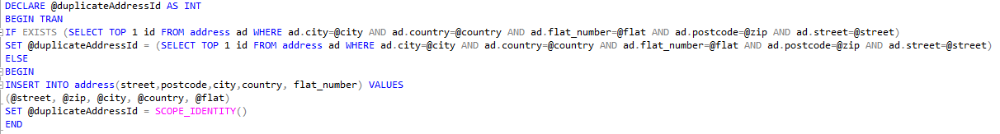 DECLARE @duplicateAddressId AS INT
BEGIN TRAN
IF EXISTS (SELECT TOP 1 id FROM address ad WHERE ad.city=@city AND ad.country=@country AND ad.flat_number=@flat AND ad.postcode=@zip AND ad.street=@street)
SET @duplicateAddressId = (SELECT TOP 1 id FROM address ad WHERE ad.city=@city AND ad.country=@country AND ad.flat_number=@flat AND ad.postcode=@zip AND ad.street=@street)
ELSE
BEGIN
INSERT INTO address(street,postcode,city,country, flat_number) VALUES
(@street, @zip, @city, @country, @flat)
SET @duplicateAddressId = SCOPE_IDENTITY()
END